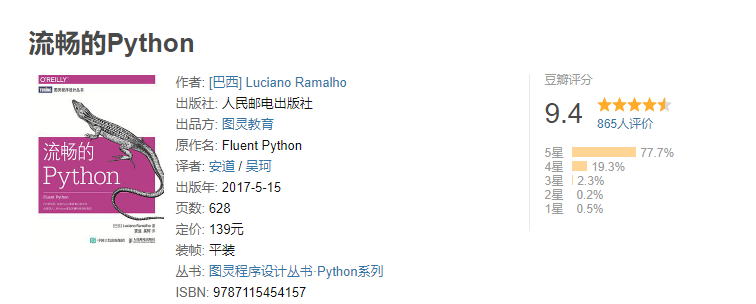 流畅的Python
O'REILLY
图灵程序设计丛书
流畅的
Python
Fluent Python
[巴西] Luciano Ramalho 著
安道 吴珂 译
人民邮电出版社
作者: [巴西] Luciano Ramalho
出版社: 人民邮电出版社
出品方: 图灵教育
原作名: Fluent Python
译者: 安道 / 吴珂
出版年: 2017-5-15
页数: 628
定价: 139元
装帧: 平装
丛书: 图灵程序设计丛书·Python系列
ISBN: 9787115454157
豆瓣评分
9.4
865人评价
5星 77.7%
4星 19.3%
3星 2.3%
2星 0.2%
1星 0.5%